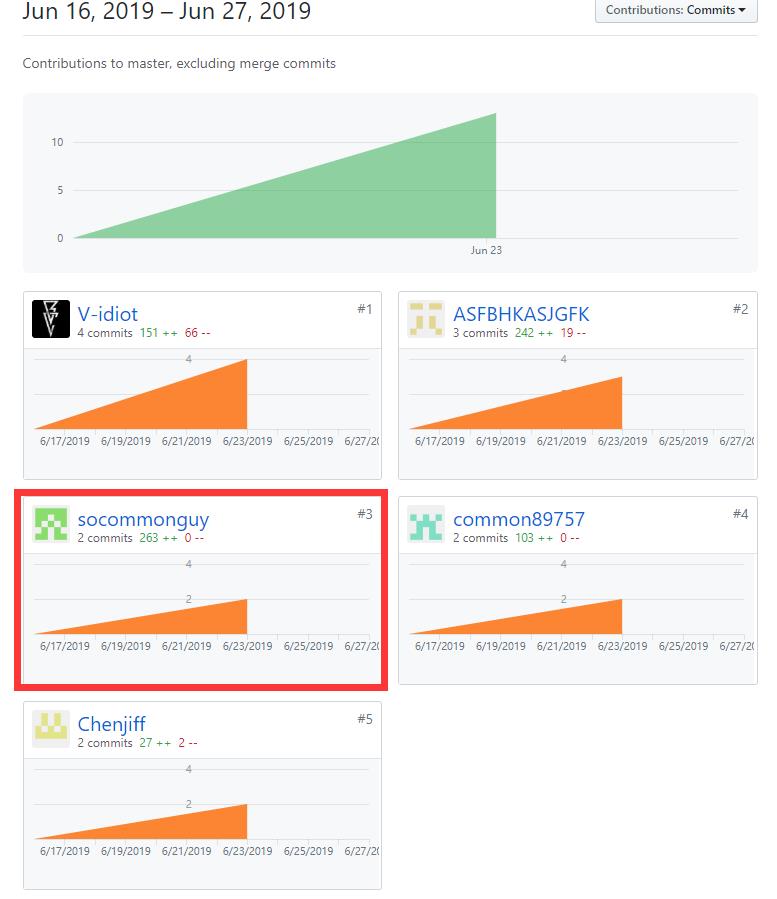 Jun 16, 2019 – Jun 27, 2019
Contributions: Commits
Contributions to master, excluding merge commits
10
5
0
Jun 23
V-idiot
#1
4 commits 151 ++ 66 --
4
6/17/2019 6/19/2019 6/21/2019 6/23/2019 6/25/2019 6/27/20
ASFBHKASJGFK
#2
3 commits 242 ++ 19 --
4
6/17/2019 6/19/2019 6/21/2019 6/23/2019 6/25/2019 6/27/20
socommonguy
#3
2 commits 263 ++ 0 --
4
2
6/17/2019 6/19/2019 6/21/2019 6/23/2019 6/25/2019 6/27/20
common89757
#4
2 commits 103 ++ 0 --
4
2
6/17/2019 6/19/2019 6/21/2019 6/23/2019 6/25/2019 6/27/20
Chenjiff
#5
2 commits 27 ++ 2 --
4
2
6/17/2019 6/19/2019 6/21/2019 6/23/2019 6/25/2019 6/27/20